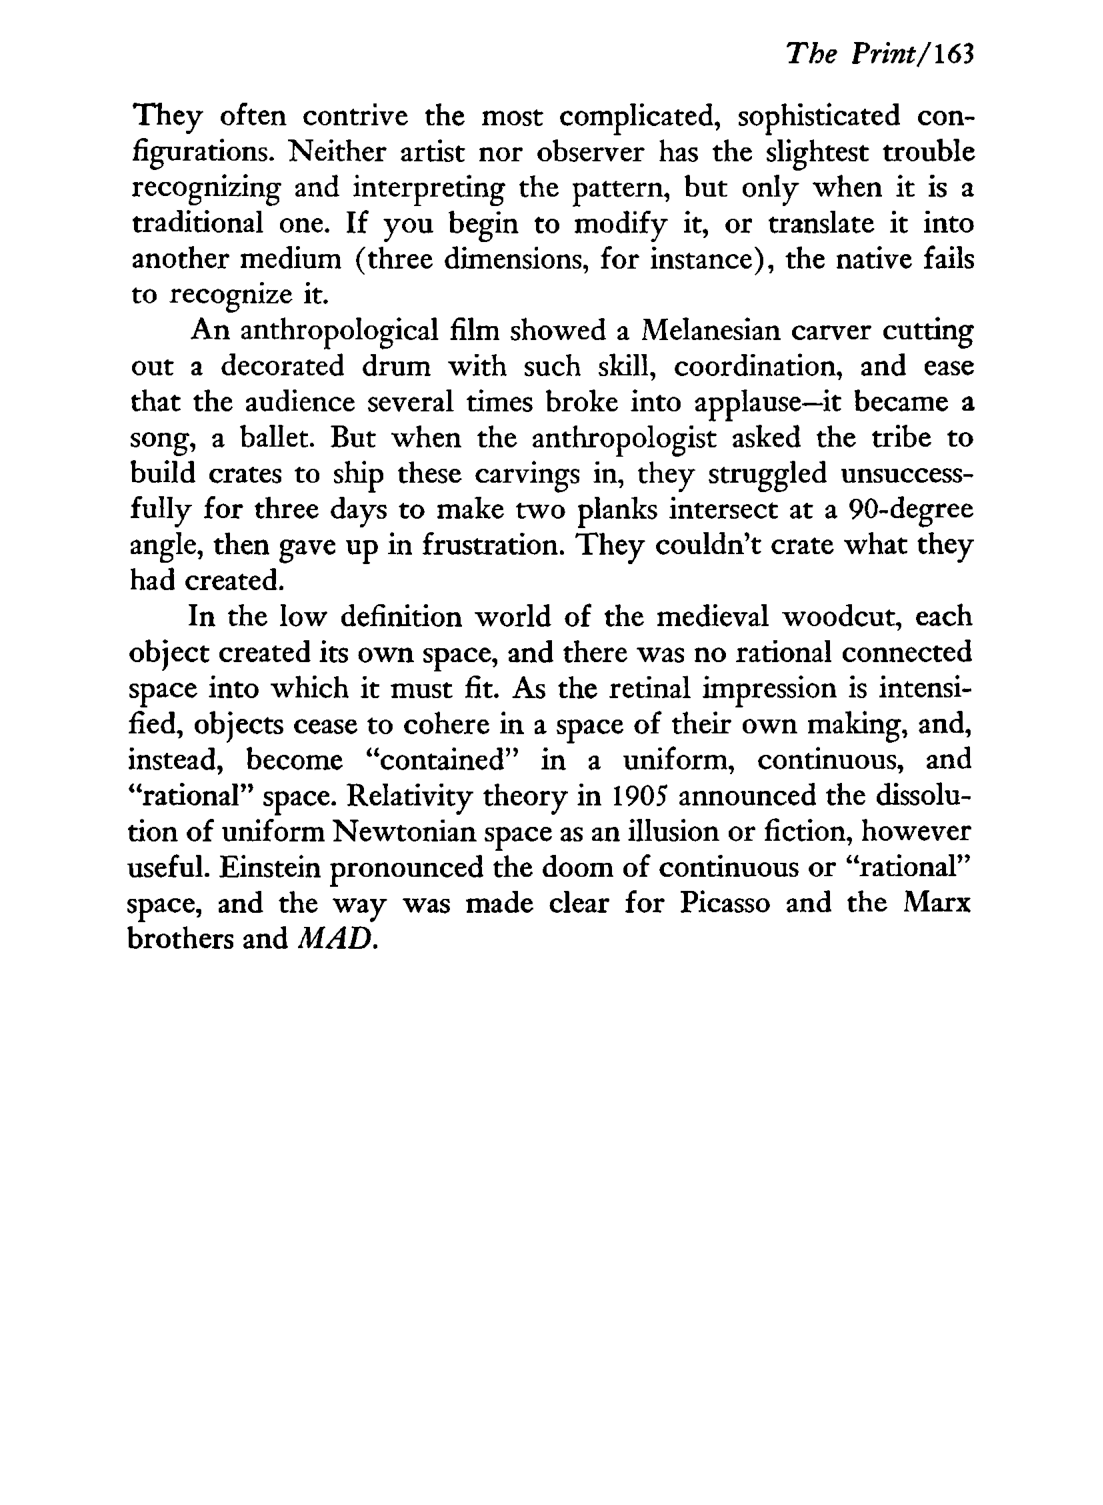 The Print/163
They often contrive the most complicated, sophisticated con-
figurations. Neither artist nor observer has the slightest trouble
recognizing and interpreting the pattern, but only when it is a
traditional one. If you begin to modify it, or translate it into
another medium (three dimensions, for instance), the native fails
to recognize it.
An anthropological film showed a Melanesian carver cutting
out a decorated drum with such skill, coordination, and ease
that the audience several times broke into applause—it became a
song, a ballet. But when the anthropologist asked the tribe to
build crates to ship these carvings in, they struggled unsuccess-
fully for three days to make two planks intersect at a 90-degree
angle, then gave up in frustration. They couldn't crate what they
had created.
In the low definition world of the medieval woodcut, each
object created its own space, and there was no rational connected
space into which it must fit. As the retinal impression is intensi-
fied, objects cease to cohere in a space of their own making, and,
instead, become “contained” in a uniform, continuous, and
“rational” space. Relativity theory in 1905 announced the dissolu-
tion of uniform Newtonian space as an illusion or fiction, however
useful. Einstein pronounced the doom of continuous or “rational”
space, and the way was made clear for Picasso and the Marx
brothers and MAD.